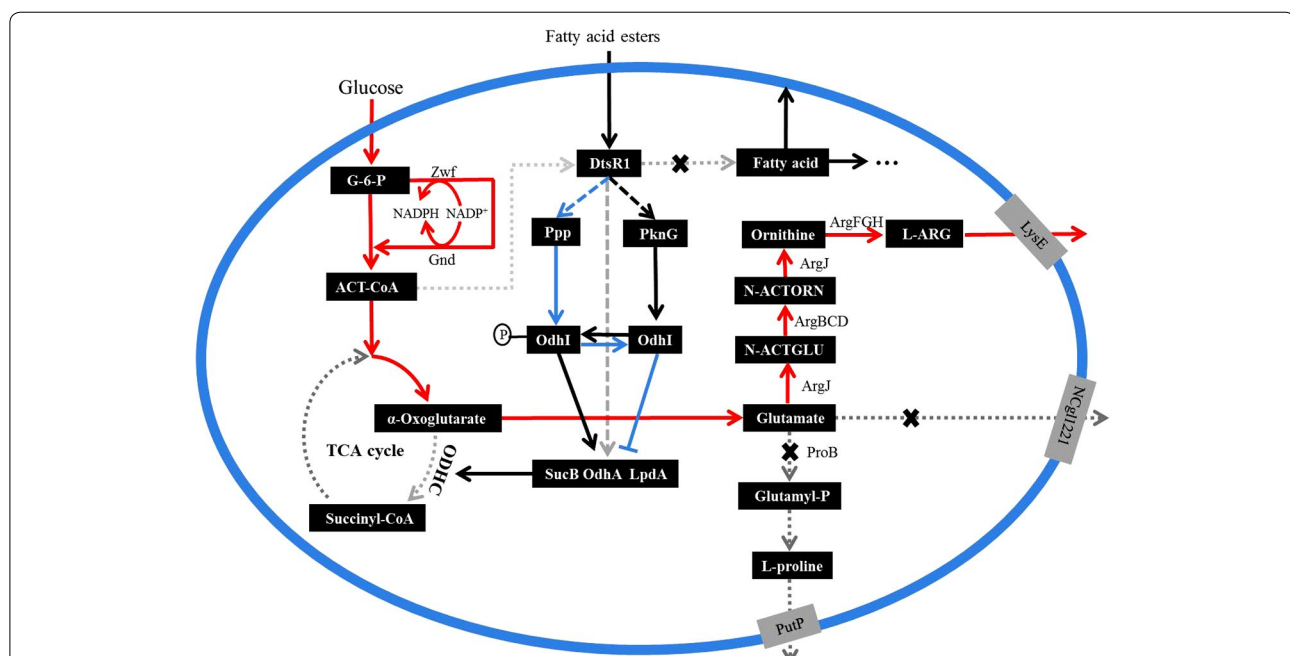 Fatty acid esters
Glucose
DtsR1
Fatty acid
...
G-6-P
Zwf
NADPH
NADP+
Gnd
Ppp
PknG
Ornithine
ArgFGH
L-ARG
LysE
ArgJ
ACT-CoA
N-ACTORN
ArgBCD
P
OdhI
OdhI
N-ACTGLU
ArgJ
α-Oxoglutarate
Glutamate
NCgl1221
TCA cycle
ODHC
ProB
SucB OdhA LpdA
Glutamyl-P
Succinyl-CoA
L-proline
PutP